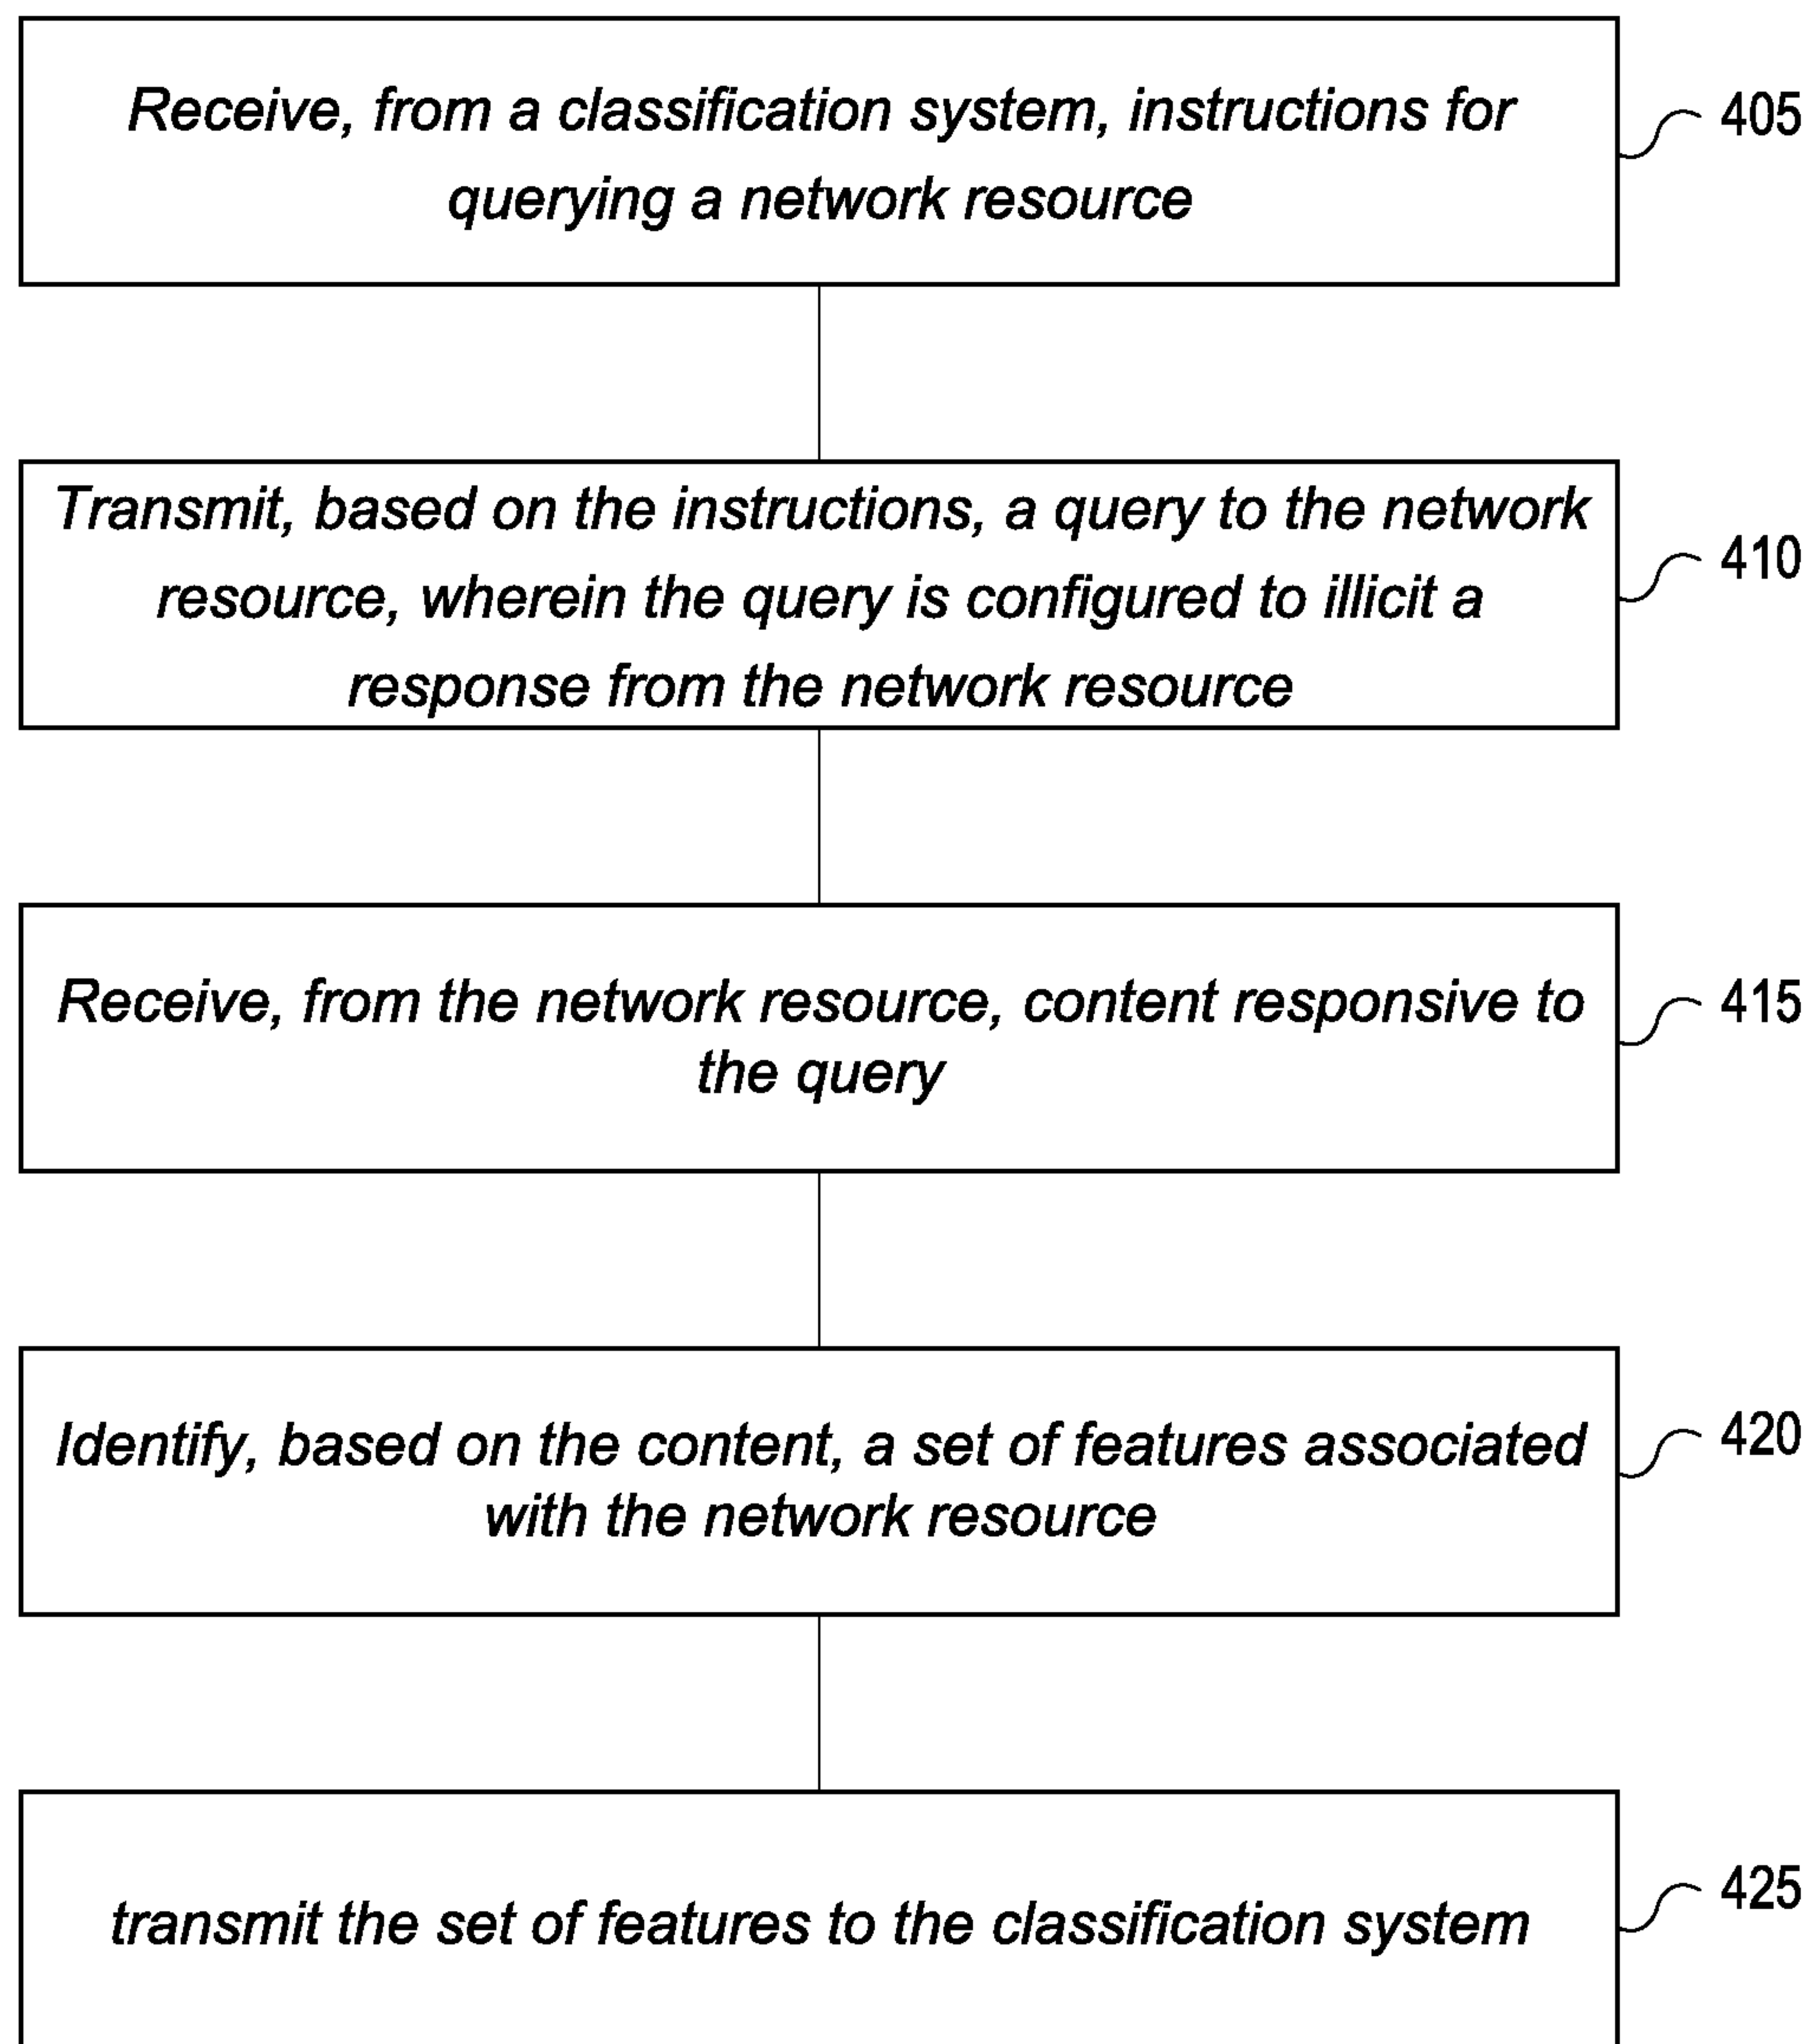 Receive, from a classification system, instructions for
querying a network resource
405
Transmit, based on the instructions, a query to the network
resource, wherein the query is configured to illicit a
response from the network resource
410
Receive, from the network resource, content responsive to
the query
415
Identify, based on the content, a set of features associated
with the network resource
420
transmit the set of features to the classification system
425